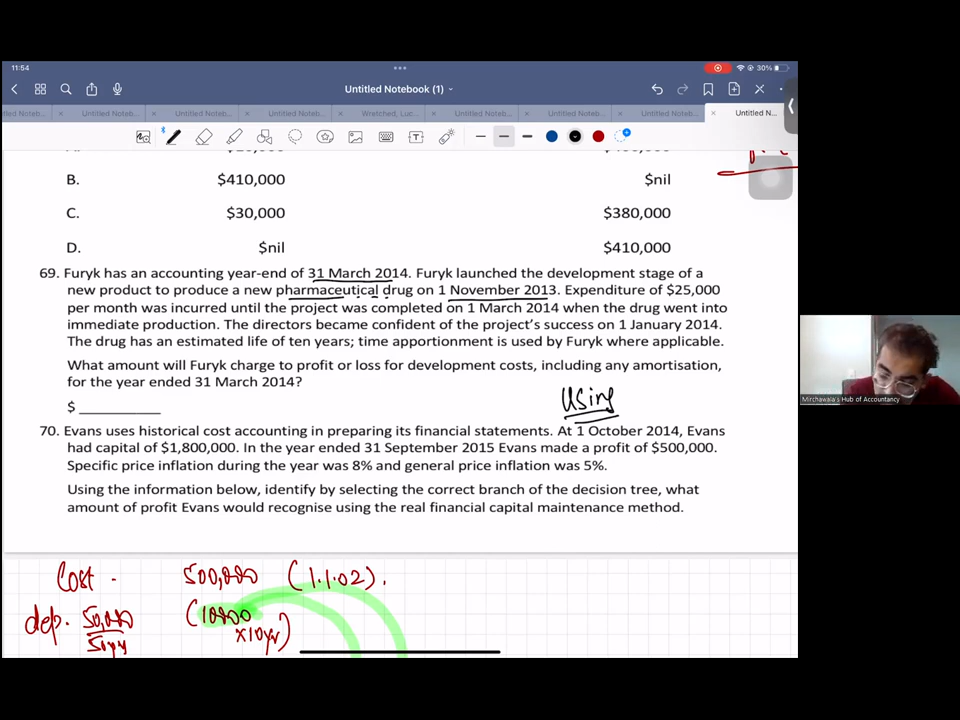 11:54
30%
Untitled Notebook (1)
Untitled Noteb...
Untitled Noteb...
Untitled Noteb...
Wretched, Luc...
Untitled Noteb...
Untitled Noteb...
Untitled Noteb...
Untitled N...
B. $410,000 $nil
C. $30,000 $380,000
D. $nil $410,000
69. Furyk has an accounting year-end of 31 March 2014. Furyk launched the development stage of a
new product to produce a new pharmaceutical drug on 1 November 2013. Expenditure of $25,000
per month was incurred until the project was completed on 1 March 2014 when the drug went into
immediate production. The directors became confident of the project's success on 1 January 2014.
The drug has an estimated life of ten years; time apportionment is used by Furyk where applicable.
What amount will Furyk charge to profit or loss for development costs, including any amortisation,
for the year ended 31 March 2014?
$ ___________
Using
70. Evans uses historical cost accounting in preparing its financial statements. At 1 October 2014, Evans
had capital of $1,800,000. In the year ended 31 September 2015 Evans made a profit of $500,000.
Specific price inflation during the year was 8% and general price inflation was 5%.
Using the information below, identify by selecting the correct branch of the decision tree, what
amount of profit Evans would recognise using the real financial capital maintenance method.
Cost - 500,000 (1.1.02).
dep. 50,000 (10000
50yr x10yr)
Mirchawala's Hub of Accountancy